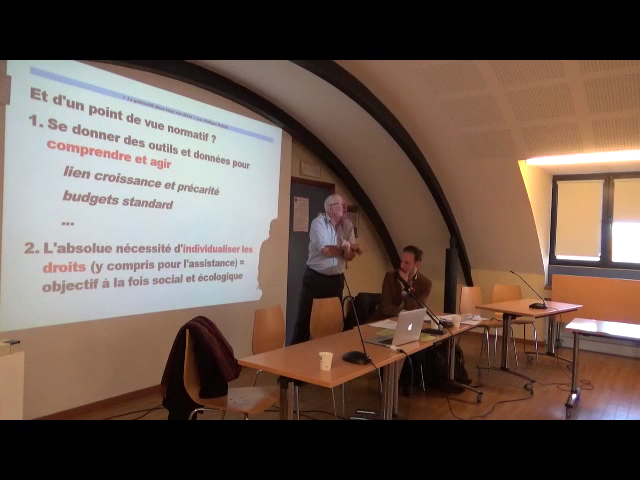 Et d'un point de vue normatif ?
1. Se donner des outils et données pour
comprendre et agir
lien croissance et précarité
budgets standard
...
2. L'absolue nécessité d'individualiser les
droits (y compris pour l'assistance) =
objectif à la fois social et écologique